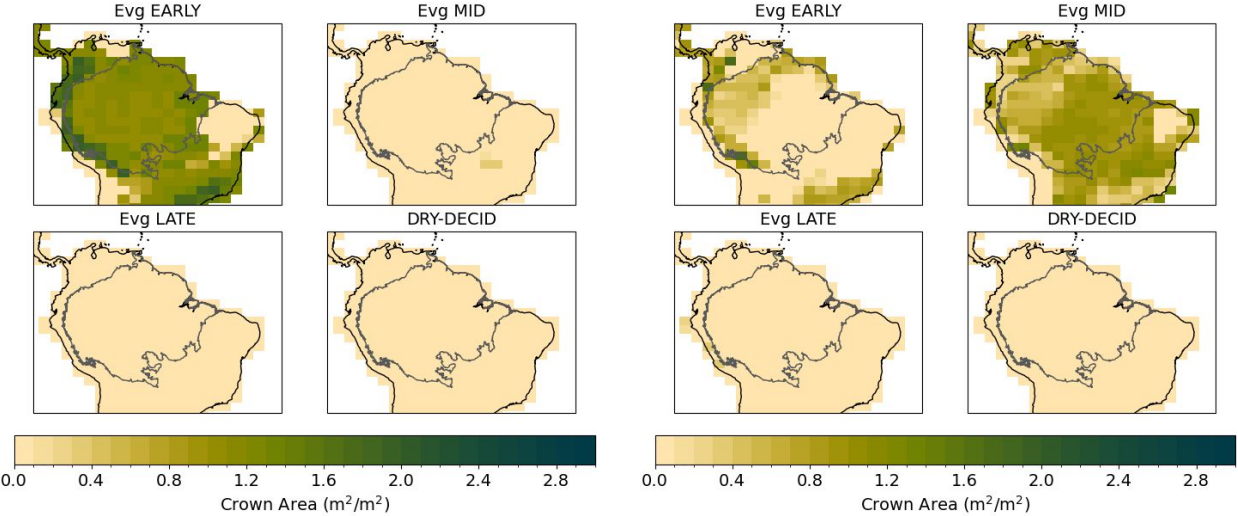 Evg EARLY
Evg MID
Evg EARLY
Evg MID
Evg LATE
DRY-DECID
Evg LATE
DRY-DECID
0.0 0.4 0.8 1.2 1.6 2.0 2.4 2.8
0.0 0.4 0.8 1.2 1.6 2.0 2.4 2.8
Crown Area (m²/m²)
Crown Area (m²/m²)